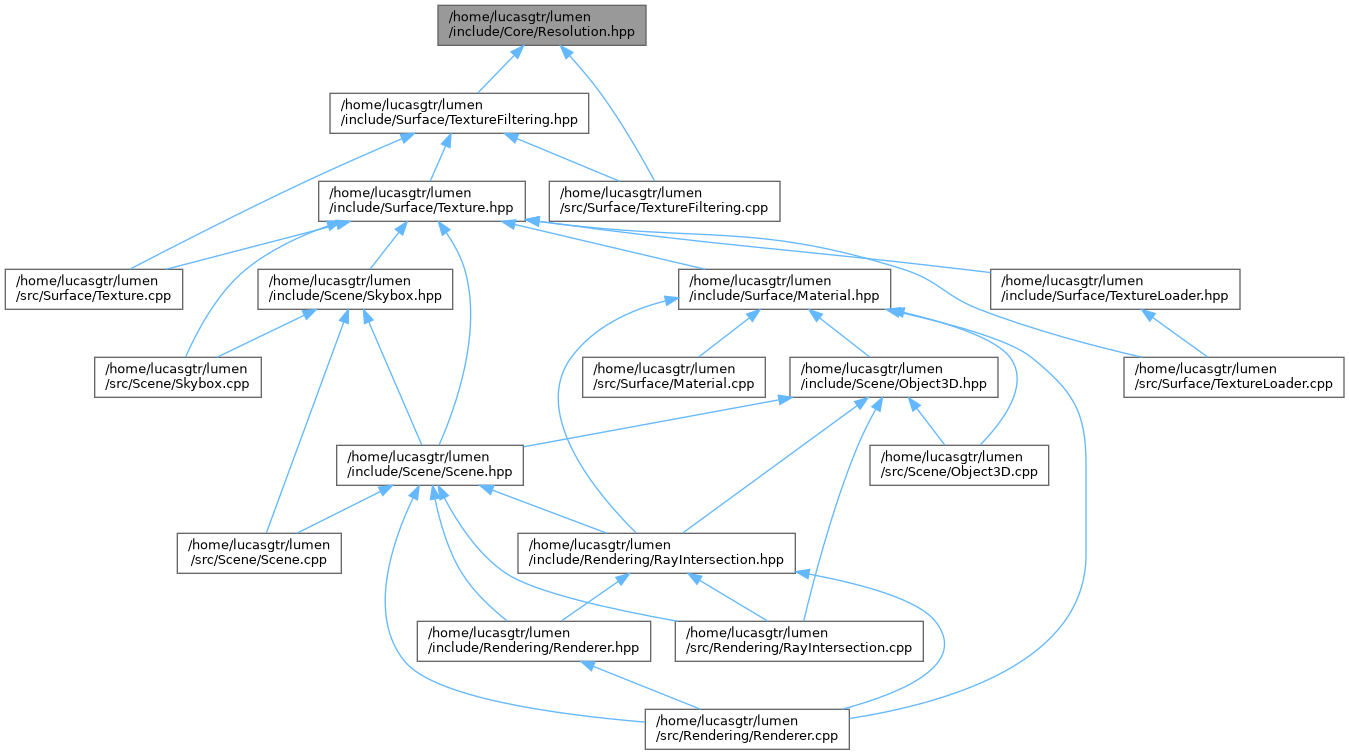 /home/lucasgtr/lumen
/include/Core/Resolution.hpp
/home/lucasgtr/lumen
/include/Surface/TextureFiltering.hpp
/home/lucasgtr/lumen
/include/Surface/Texture.hpp
/home/lucasgtr/lumen
/src/Surface/TextureFiltering.cpp
/home/lucasgtr/lumen
/src/Surface/Texture.cpp
/home/lucasgtr/lumen
/include/Scene/Skybox.hpp
/home/lucasgtr/lumen
/include/Surface/Material.hpp
/home/lucasgtr/lumen
/include/Surface/TextureLoader.hpp
/home/lucasgtr/lumen
/src/Scene/Skybox.cpp
/home/lucasgtr/lumen
/src/Surface/Material.cpp
/home/lucasgtr/lumen
/include/Scene/Object3D.hpp
/home/lucasgtr/lumen
/src/Surface/TextureLoader.cpp
/home/lucasgtr/lumen
/include/Scene/Scene.hpp
/home/lucasgtr/lumen
/src/Scene/Object3D.cpp
/home/lucasgtr/lumen
/src/Scene/Scene.cpp
/home/lucasgtr/lumen
/include/Rendering/RayIntersection.hpp
/home/lucasgtr/lumen
/include/Rendering/Renderer.hpp
/home/lucasgtr/lumen
/src/Rendering/RayIntersection.cpp
/home/lucasgtr/lumen
/src/Rendering/Renderer.cpp